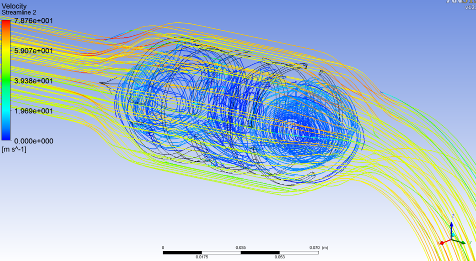 Velocity
Streamline 2
7.876e+001
5.907e+001
3.938e+001
1.969e+001
0.000e+000
[m s^-1]
0
0.035
0.070 (m)
0.0175
0.053